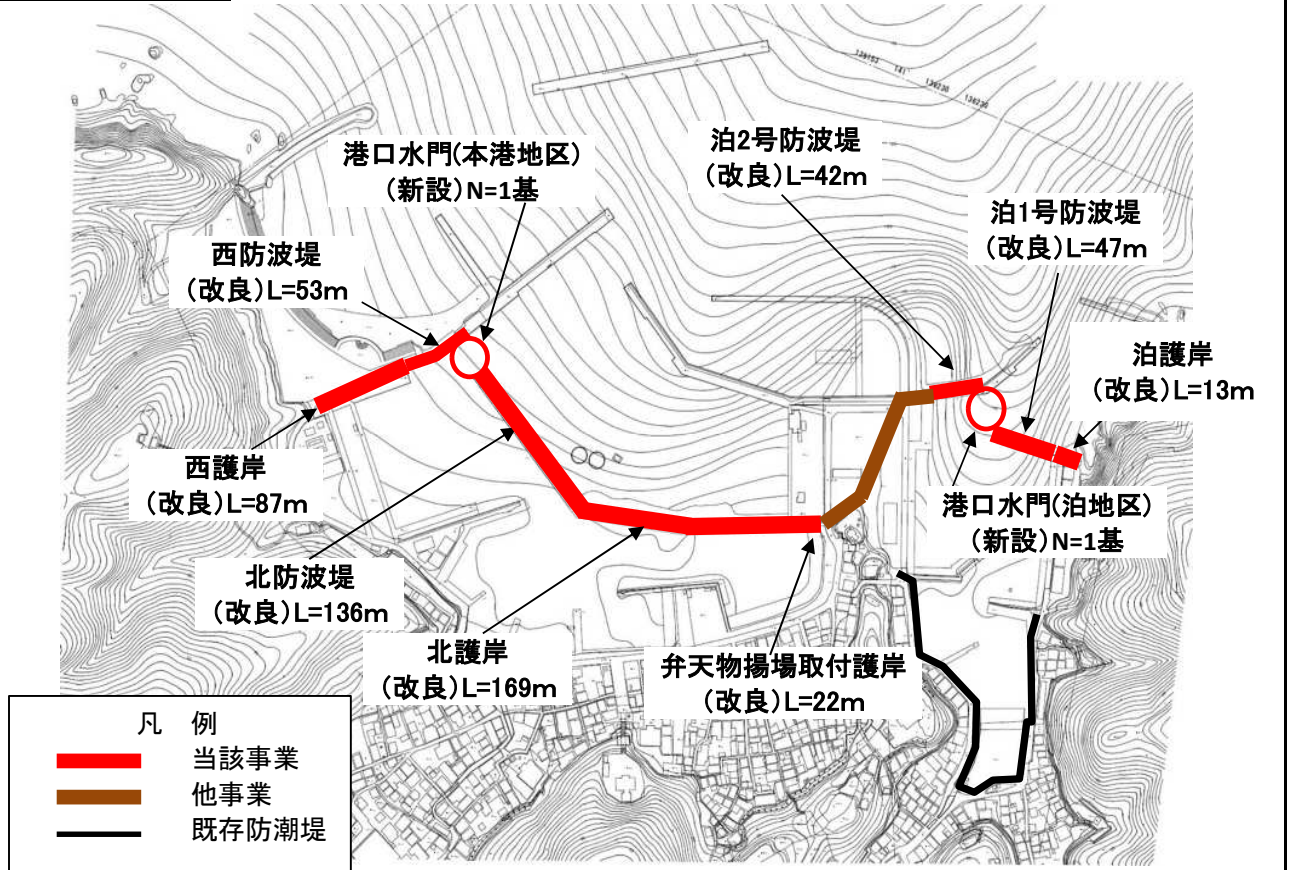 港口水門(本港地区)
(新設)N=1基
泊2号防波堤
(改良)L=42m
泊1号防波堤
(改良)L=47m
西防波堤
(改良)L=53m
泊護岸
(改良)L=13m
西護岸
(改良)L=87m
港口水門(泊地区)
(新設)N=1基
北防波堤
(改良)L=136m
北護岸
(改良)L=169m
弁天物揚場取付護岸
(改良)L=22m
凡 例
当該事業
他事業
既存防潮堤